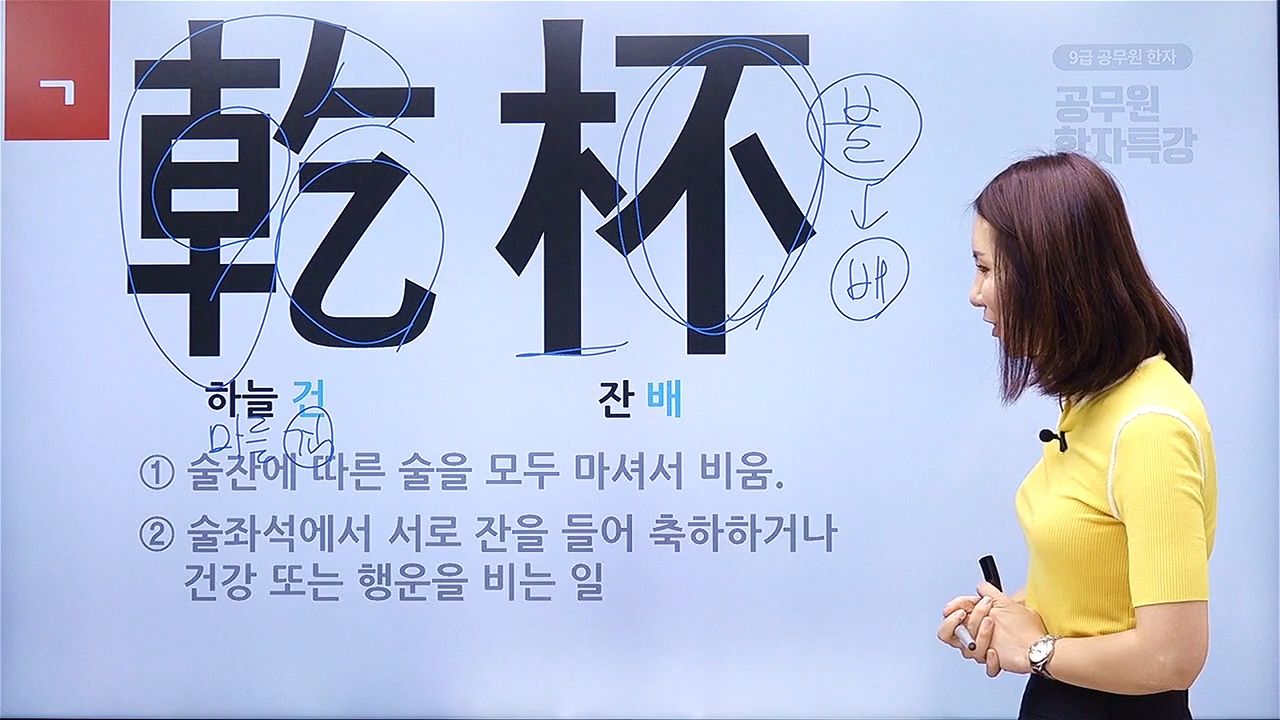 ㄱ
9급 공무원 한자
공무원
한자특강
乾杯
불
↓
배
하늘 건 잔 배
마를
① 술잔에 따른 술을 모두 마셔서 비움.
② 술좌석에서 서로 잔을 들어 축하하거나
건강 또는 행운을 비는 일